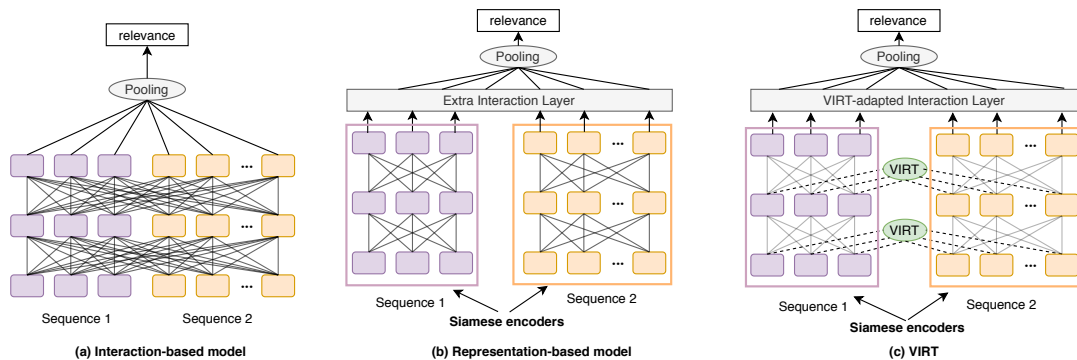 relevance
Pooling
...
...
...
Sequence 1
Sequence 2
(a) Interaction-based model
relevance
Pooling
Extra Interaction Layer
...
...
...
Sequence 1
Sequence 2
Siamese encoders
(b) Representation-based model
relevance
Pooling
VIRT-adapted Interaction Layer
...
VIRT
...
VIRT
...
Sequence 1
Sequence 2
Siamese encoders
(c) VIRT